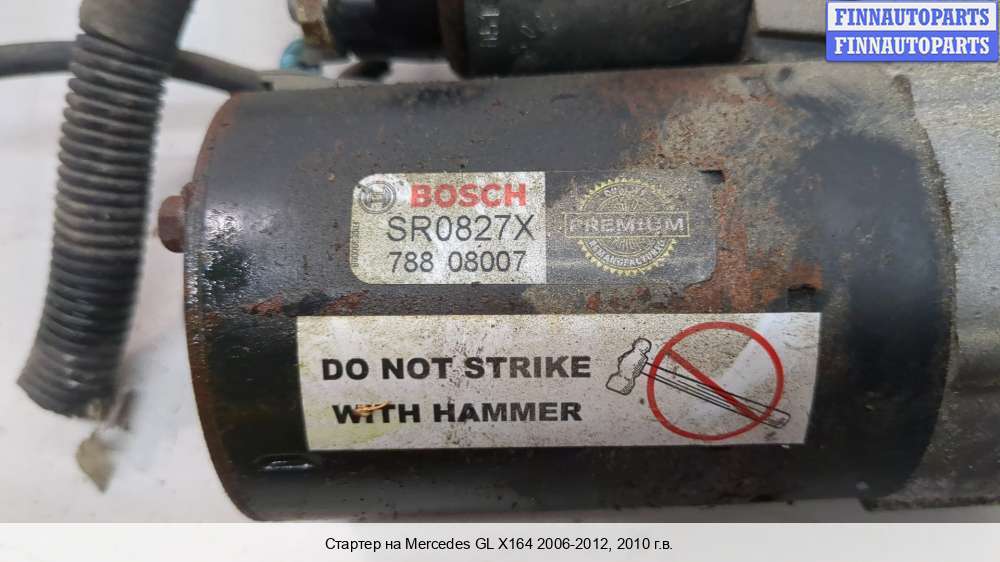 FINNAUTOPARTS
FINNAUTOPARTS
BOSCH
SR0827X
788 08007
PREMIUM
REMANUFACTURED
DO NOT STRIKE
WITH HAMMER
Стартер на Mercedes GL X164 2006-2012, 2010 г.в.